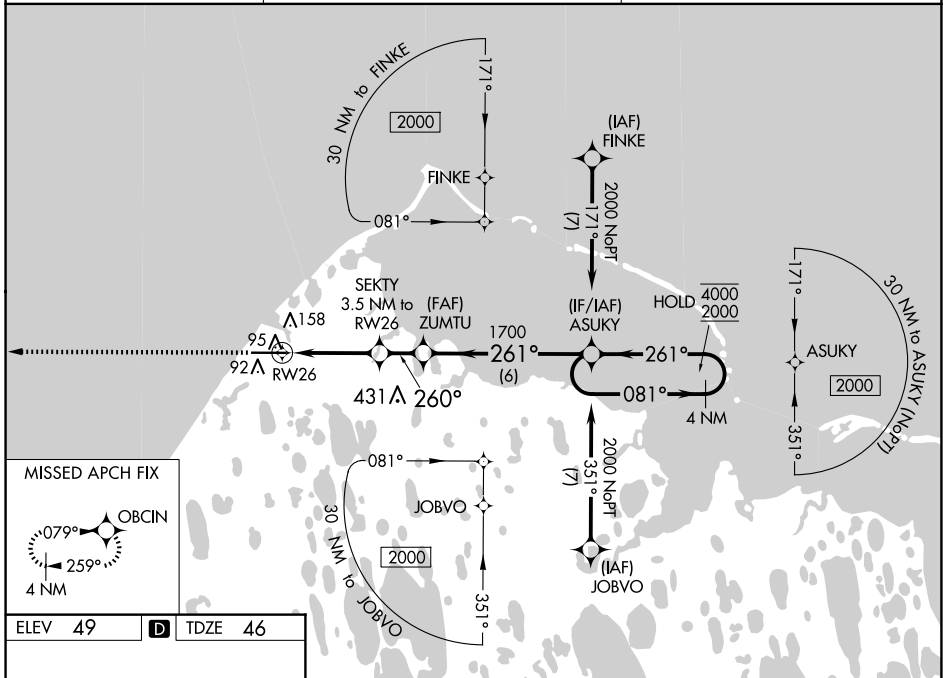 30 NM to FINKE
2000
171°
FINKE
081°
(IAF)
FINKE
2000 NoPT
171°
(7)
SEKTY
3.5 NM to
RW26
(FAF)
ZUMTU
1700
261°
(6)
(IF/IAF)
ASUKY
HOLD
4000
2000
261°
081°
4 NM
171°
ASUKY
2000
351°
30 NM to ASUKY (NoPT)
158
95
92
RW26
431
260°
2000 NoPT
351°
(7)
(IAF)
JOBVO
081°
JOBVO
2000
351°
30 NM to JOBVO
MISSED APCH FIX
079°
OBCIN
259°
4 NM
ELEV 49 D TDZE 46